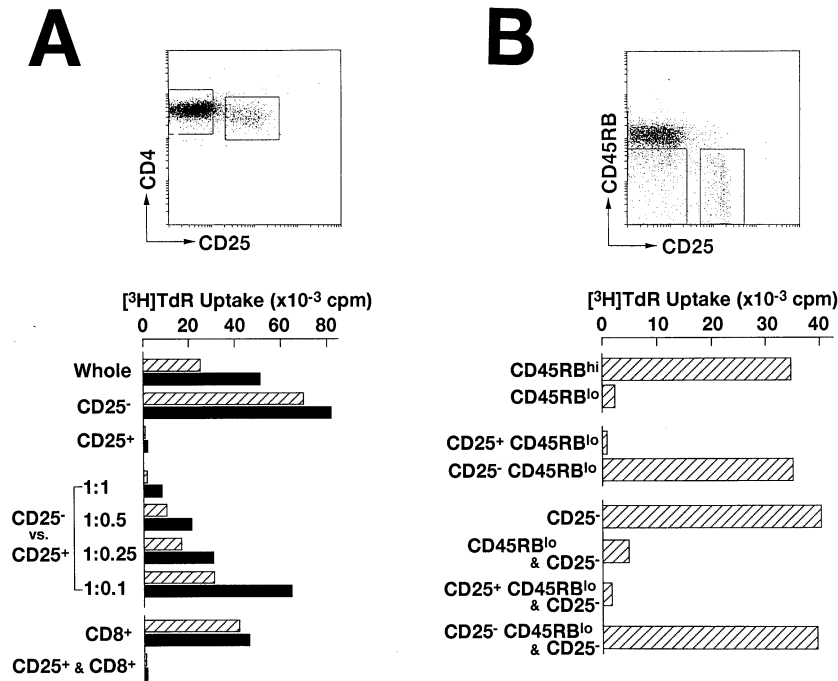 A
CD4
CD25
[³H]TdR Uptake (x10⁻³ cpm)
0 20 40 60 80
Whole
CD25⁻
CD25⁺
CD25⁻
vs.
CD25⁺
1:1
1:0.5
1:0.25
1:0.1
CD8⁺
CD25⁺ & CD8⁺
B
CD45RB
CD25
[³H]TdR Uptake (x10⁻³ cpm)
0 10 20 30 40
CD45RBʰⁱ
CD45RBˡᵒ
CD25⁺ CD45RBˡᵒ
CD25⁻ CD45RBˡᵒ
CD25⁻
CD45RBˡᵒ
& CD25⁻
CD25⁺ CD45RBˡᵒ
& CD25⁻
CD25⁻ CD45RBˡᵒ
& CD25⁻